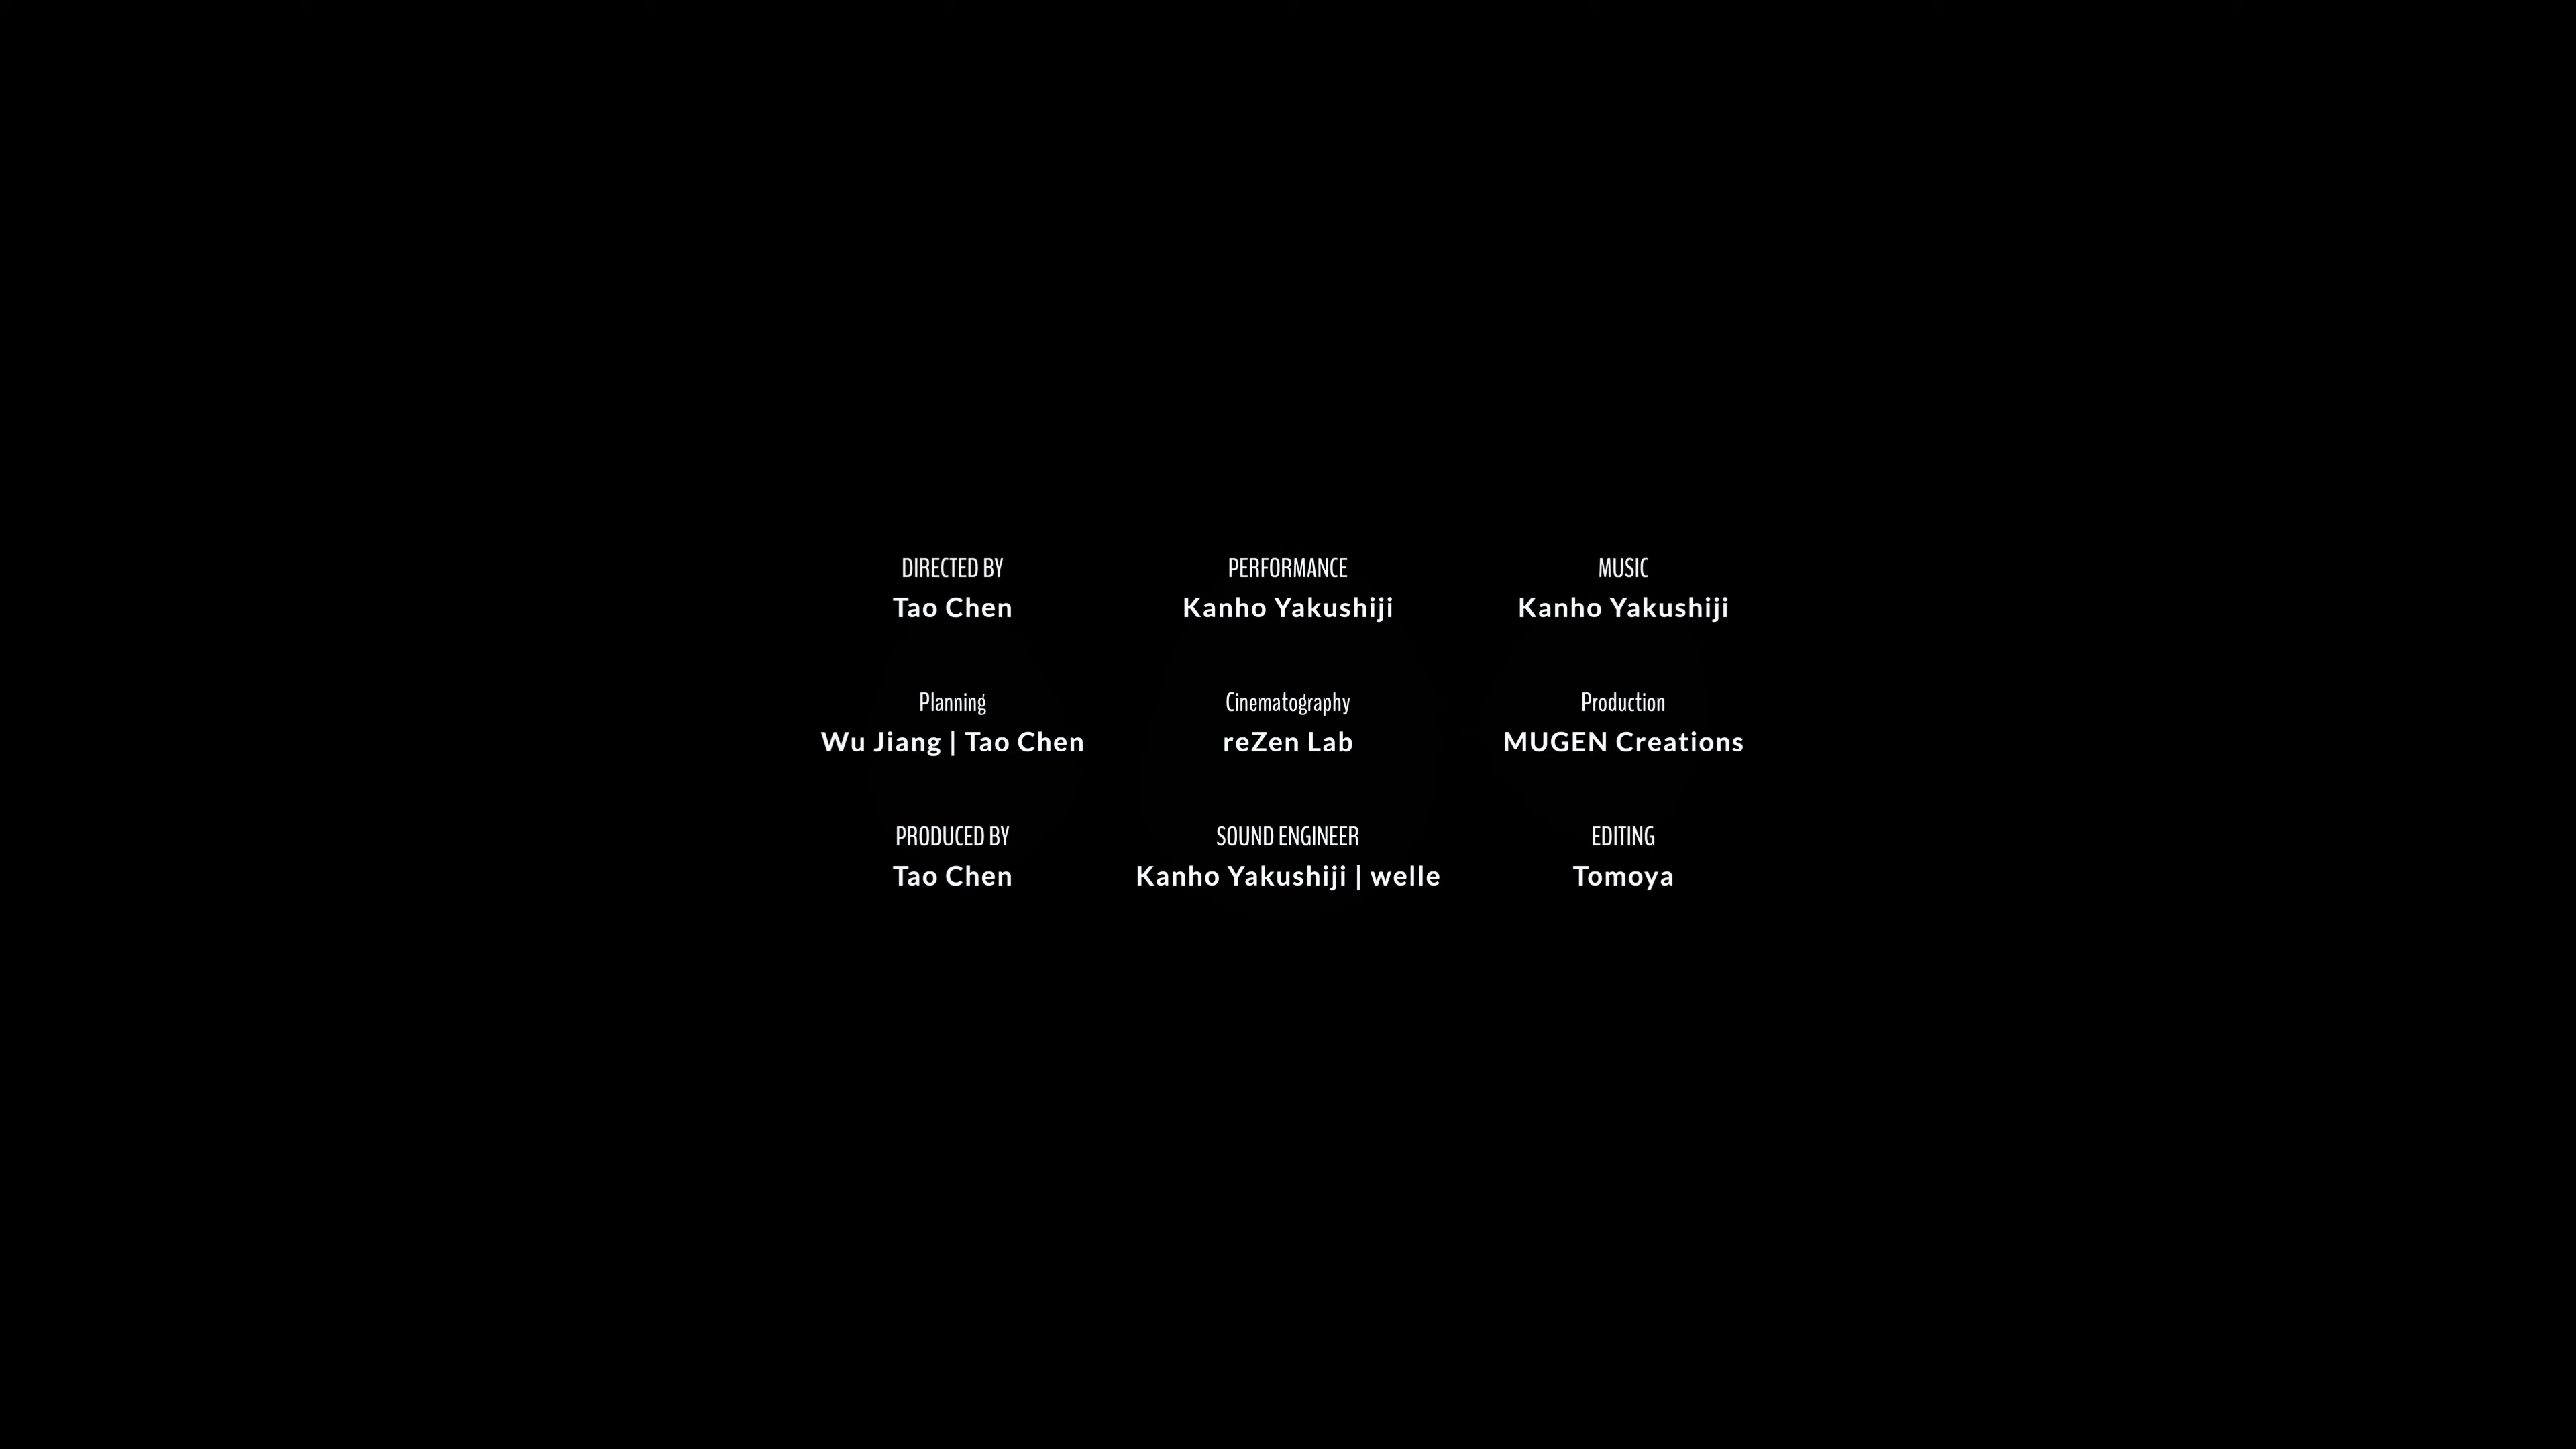 DIRECTED BY
Tao Chen
PERFORMANCE
Kanho Yakushiji
MUSIC
Kanho Yakushiji
Planning
Wu Jiang | Tao Chen
Cinematography
reZen Lab
Production
MUGEN Creations
PRODUCED BY
Tao Chen
SOUND ENGINEER
Kanho Yakushiji | welle
EDITING
Tomoya